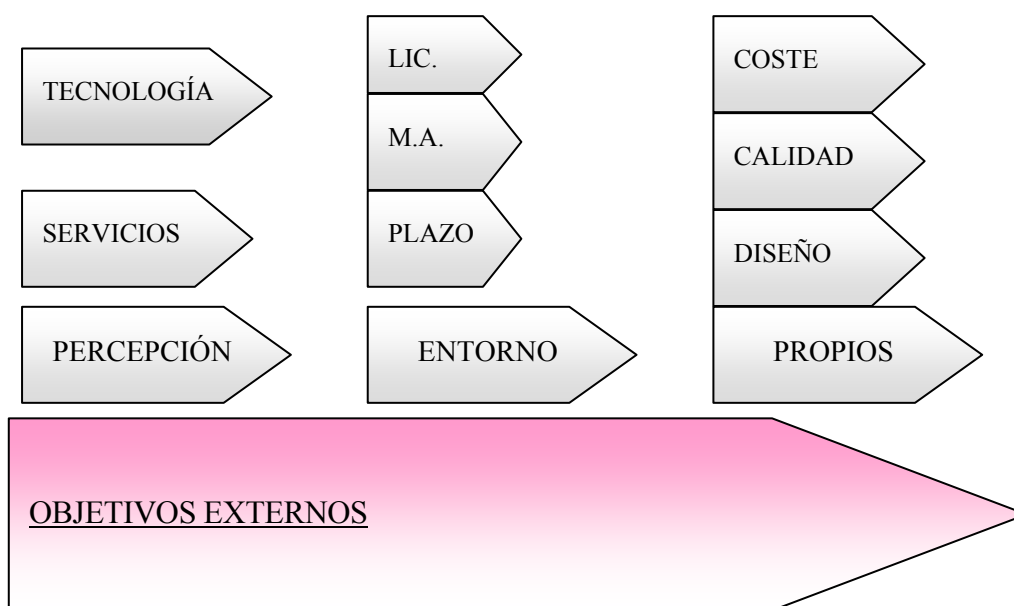 TECNOLOGÍA
SERVICIOS
PERCEPCIÓN
LIC.
M.A.
PLAZO
ENTORNO
COSTE
CALIDAD
DISEÑO
PROPIOS
OBJETIVOS EXTERNOS